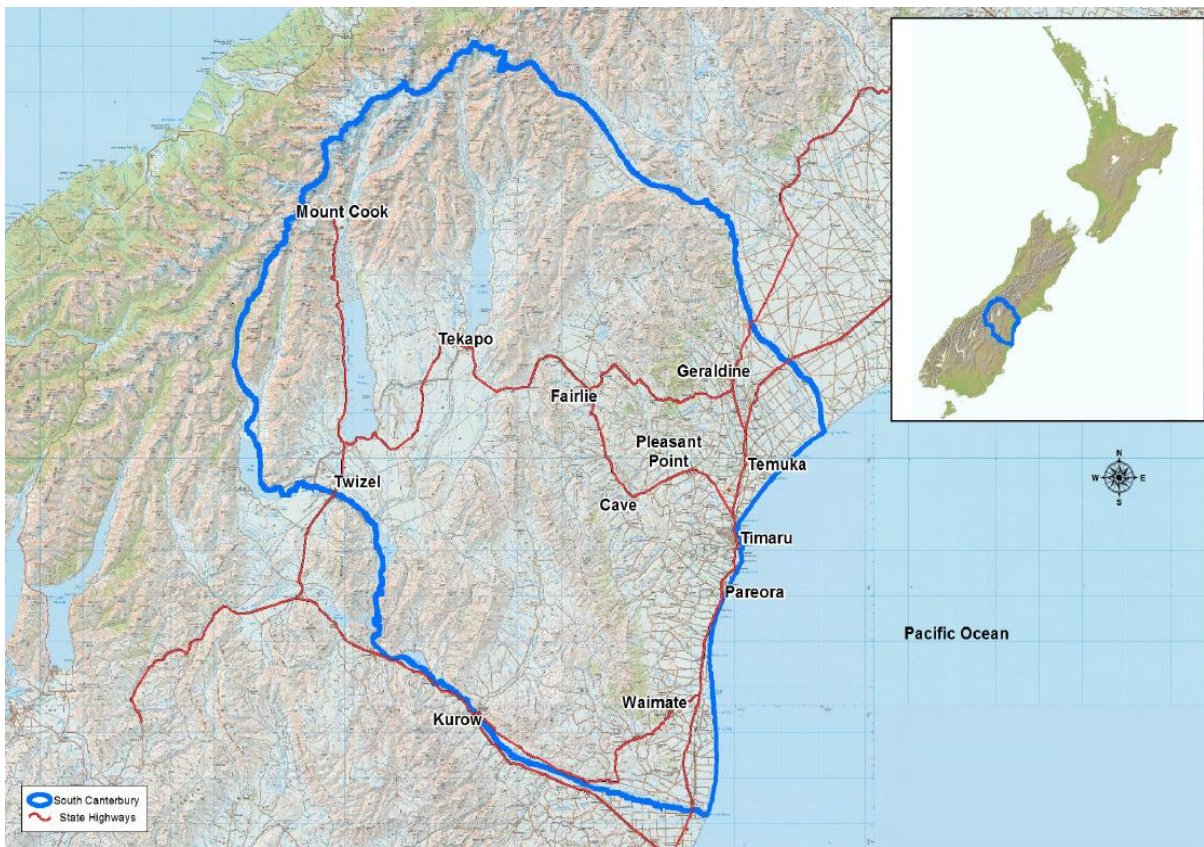 Mount Cook
Tekapo
Geraldine
Fairlie
Pleasant
Point
Temuka
Twizel
Cave
Timaru
Pareora
Pacific Ocean
Waimate
Kurow
N
W
E
S
South Canterbury
State Highways